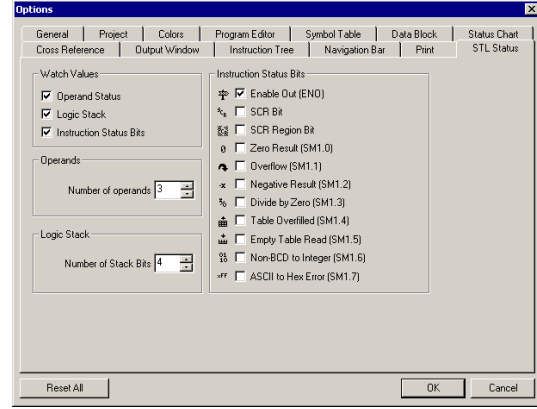 Options
General Project Colors Program Editor Symbol Table Data Block Status Chart
Cross Reference Output Window Instruction Tree Navigation Bar Print STL Status
Watch Values
Operand Status
Logic Stack
Instruction Status Bits
Operands
Number of operands 3
Logic Stack
Number of Stack Bits 4
Instruction Status Bits
Enable Out (ENO)
SCR Bit
SCR Region Bit
Zero Result (SM1.0)
Overflow (SM1.1)
Negative Result (SM1.2)
Divide by Zero (SM1.3)
Table Overfilled (SM1.4)
Empty Table Read (SM1.5)
Non-BCD to Integer (SM1.6)
ASCII to Hex Error (SM1.7)
Reset All OK Cancel